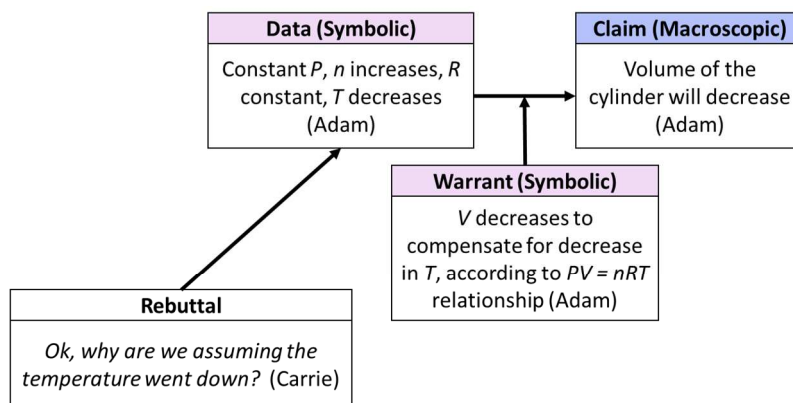 Data (Symbolic)
Constant P, n increases, R
constant, T decreases
(Adam)
Claim (Macroscopic)
Volume of the
cylinder will decrease
(Adam)
Warrant (Symbolic)
V decreases to
compensate for decrease
in T, according to PV = nRT
relationship (Adam)
Rebuttal
Ok, why are we assuming the
temperature went down? (Carrie)